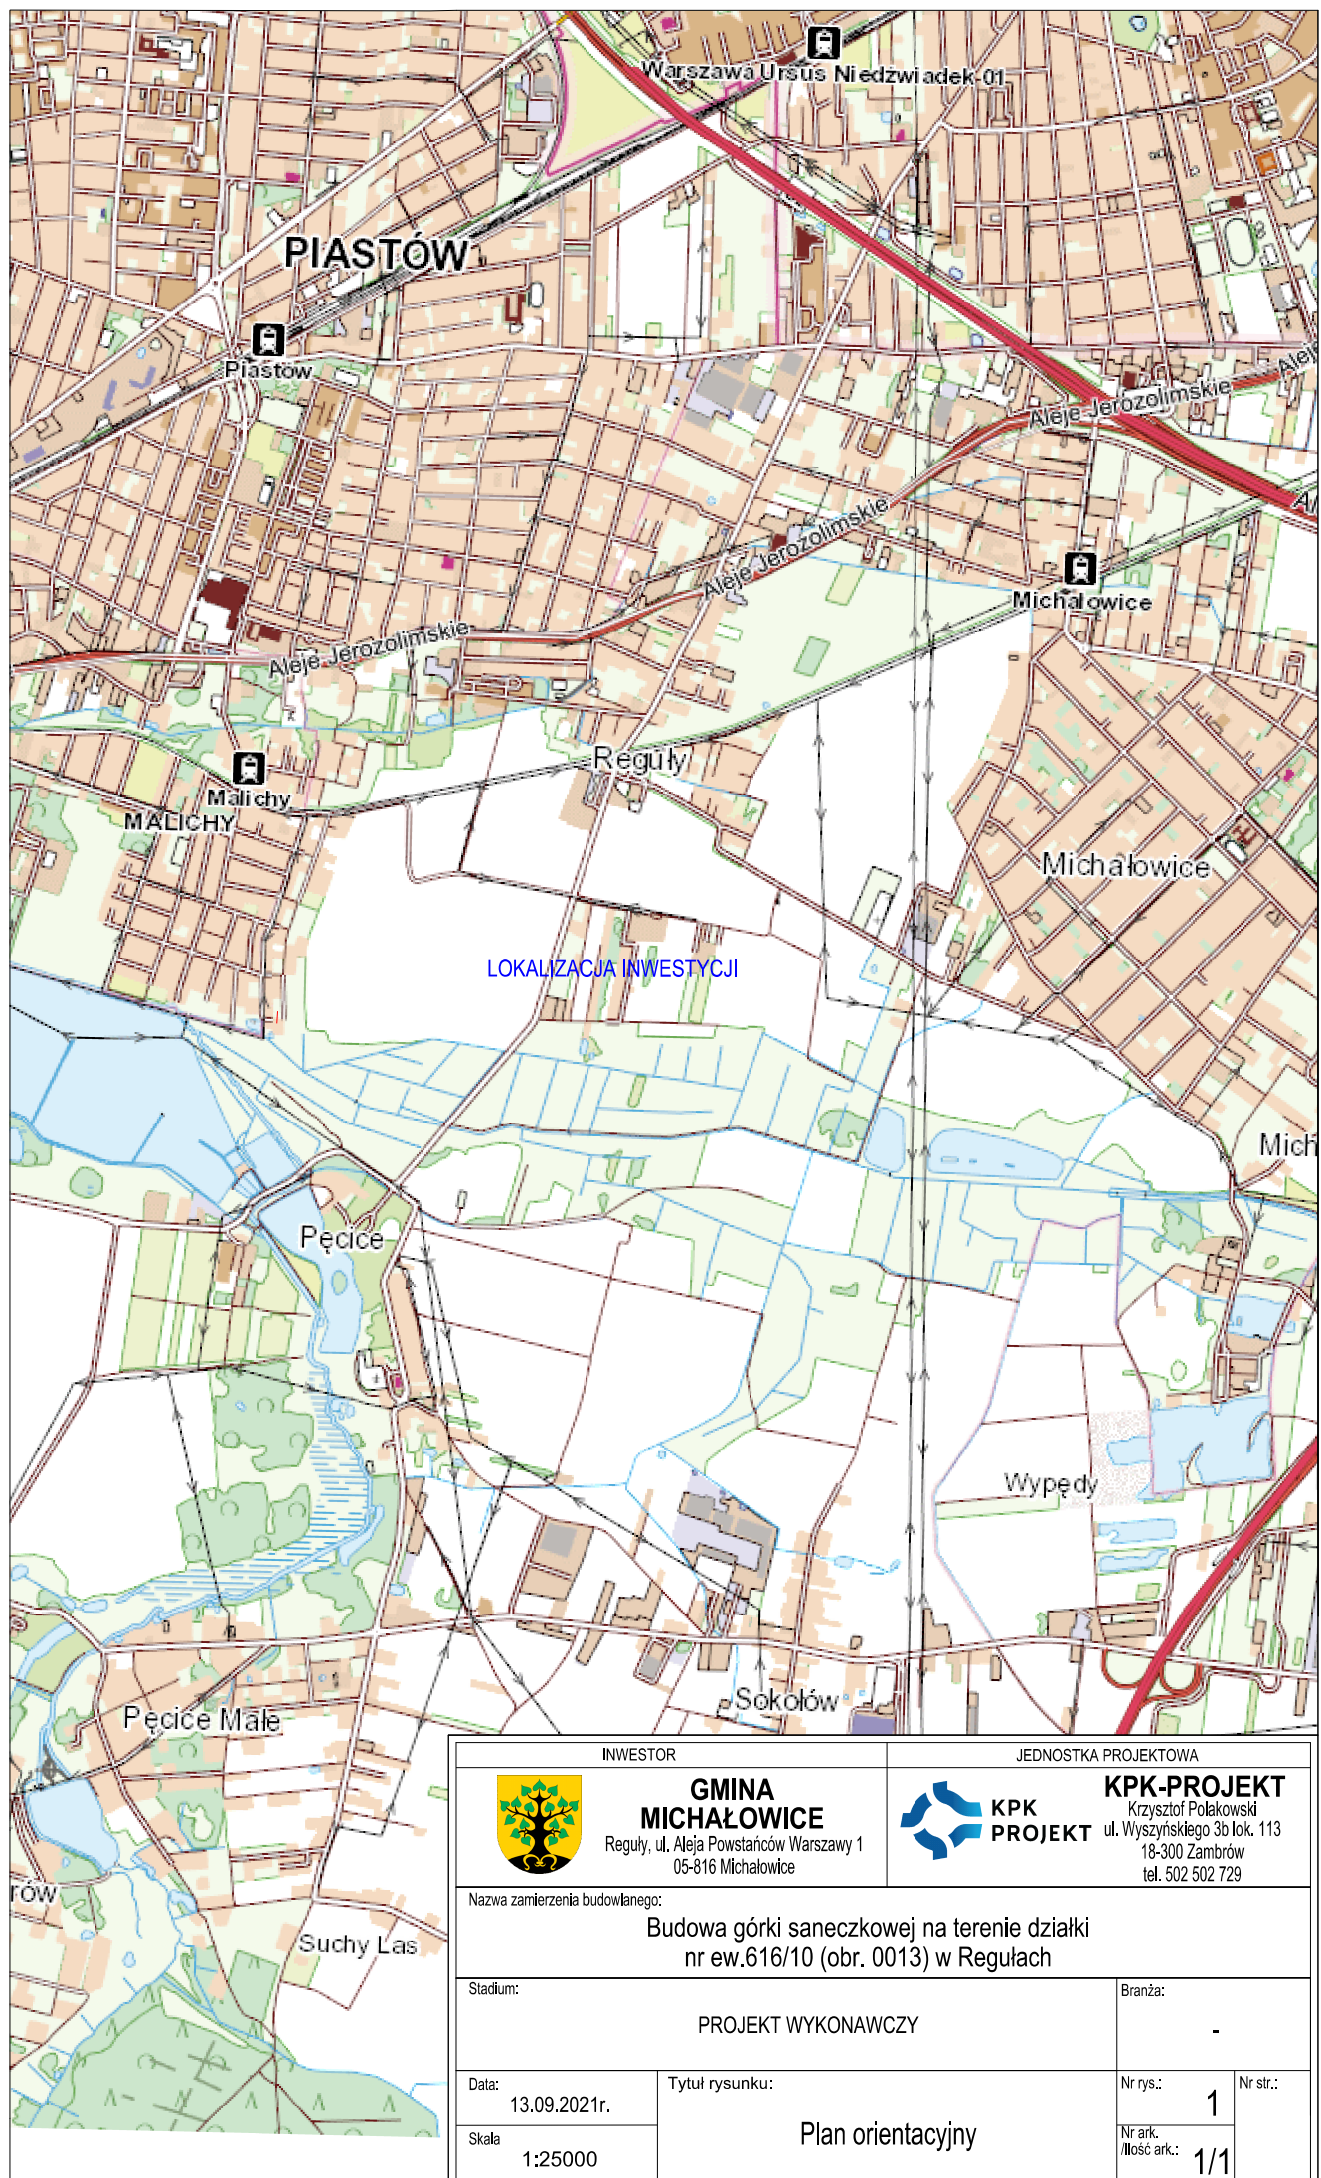 Warszawa Ursus Niedzwiadek-01
PIASTÓW
Piastów
Aleje
Aleje Jerozolimskie
Aleje Jerozolimskie
Michałowice
Aleje Jerozolimskie
Reguły
Malichy
MALICHY
Michałowice
LOKALIZACJA INWESTYCJI
Mich
Pęcice
Wypędy
Sokołów
Pęcice Małe
rów
Suchy Las
INWESTOR
JEDNOSTKA PROJEKTOWA
GMINA
MICHAŁOWICE
Reguły, ul. Aleja Powstańców Warszawy 1
05-816 Michałowice
KPK
PROJEKT
KPK-PROJEKT
Krzysztof Polakowski
ul. Wyszyńskiego 3b lok. 113
18-300 Zambrów
tel. 502 502 729
Nazwa zamierzenia budowlanego:
Budowa górki saneczkowej na terenie działki
nr ew.616/10 (obr. 0013) w Regułach
Stadium:
PROJEKT WYKONAWCZY
Branża:
-
Data:
13.09.2021r.
Tytuł rysunku:
Plan orientacyjny
Nr rys.:
1
Nr str.:
Skala
1:25000
Nr ark.
/Ilość ark.:
1/1